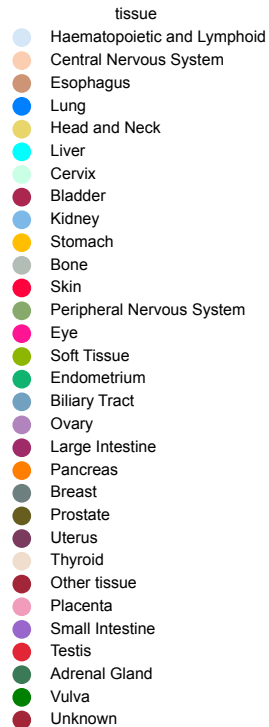 tissue
Haematopoietic and Lymphoid
Central Nervous System
Esophagus
Lung
Head and Neck
Liver
Cervix
Bladder
Kidney
Stomach
Bone
Skin
Peripheral Nervous System
Eye
Soft Tissue
Endometrium
Biliary Tract
Ovary
Large Intestine
Pancreas
Breast
Prostate
Uterus
Thyroid
Other tissue
Placenta
Small Intestine
Testis
Adrenal Gland
Vulva
Unknown